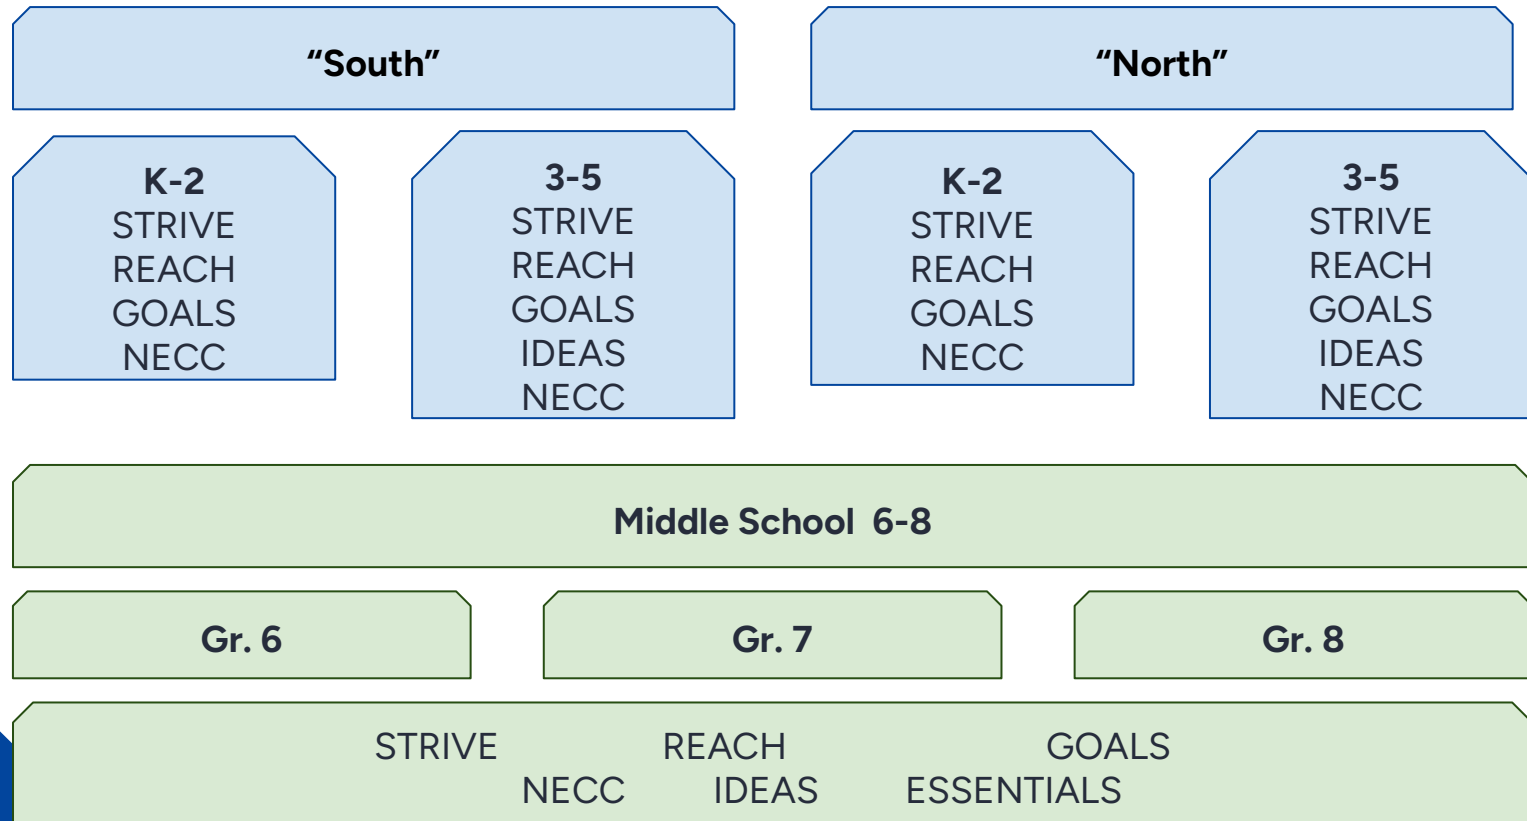 “South”
“North”
K-2
STRIVE
REACH
GOALS
NECC
3-5
STRIVE
REACH
GOALS
IDEAS
NECC
K-2
STRIVE
REACH
GOALS
NECC
3-5
STRIVE
REACH
GOALS
IDEAS
NECC
Middle School 6-8
Gr. 6
Gr. 7
Gr. 8
STRIVE REACH GOALS
NECC IDEAS ESSENTIALS